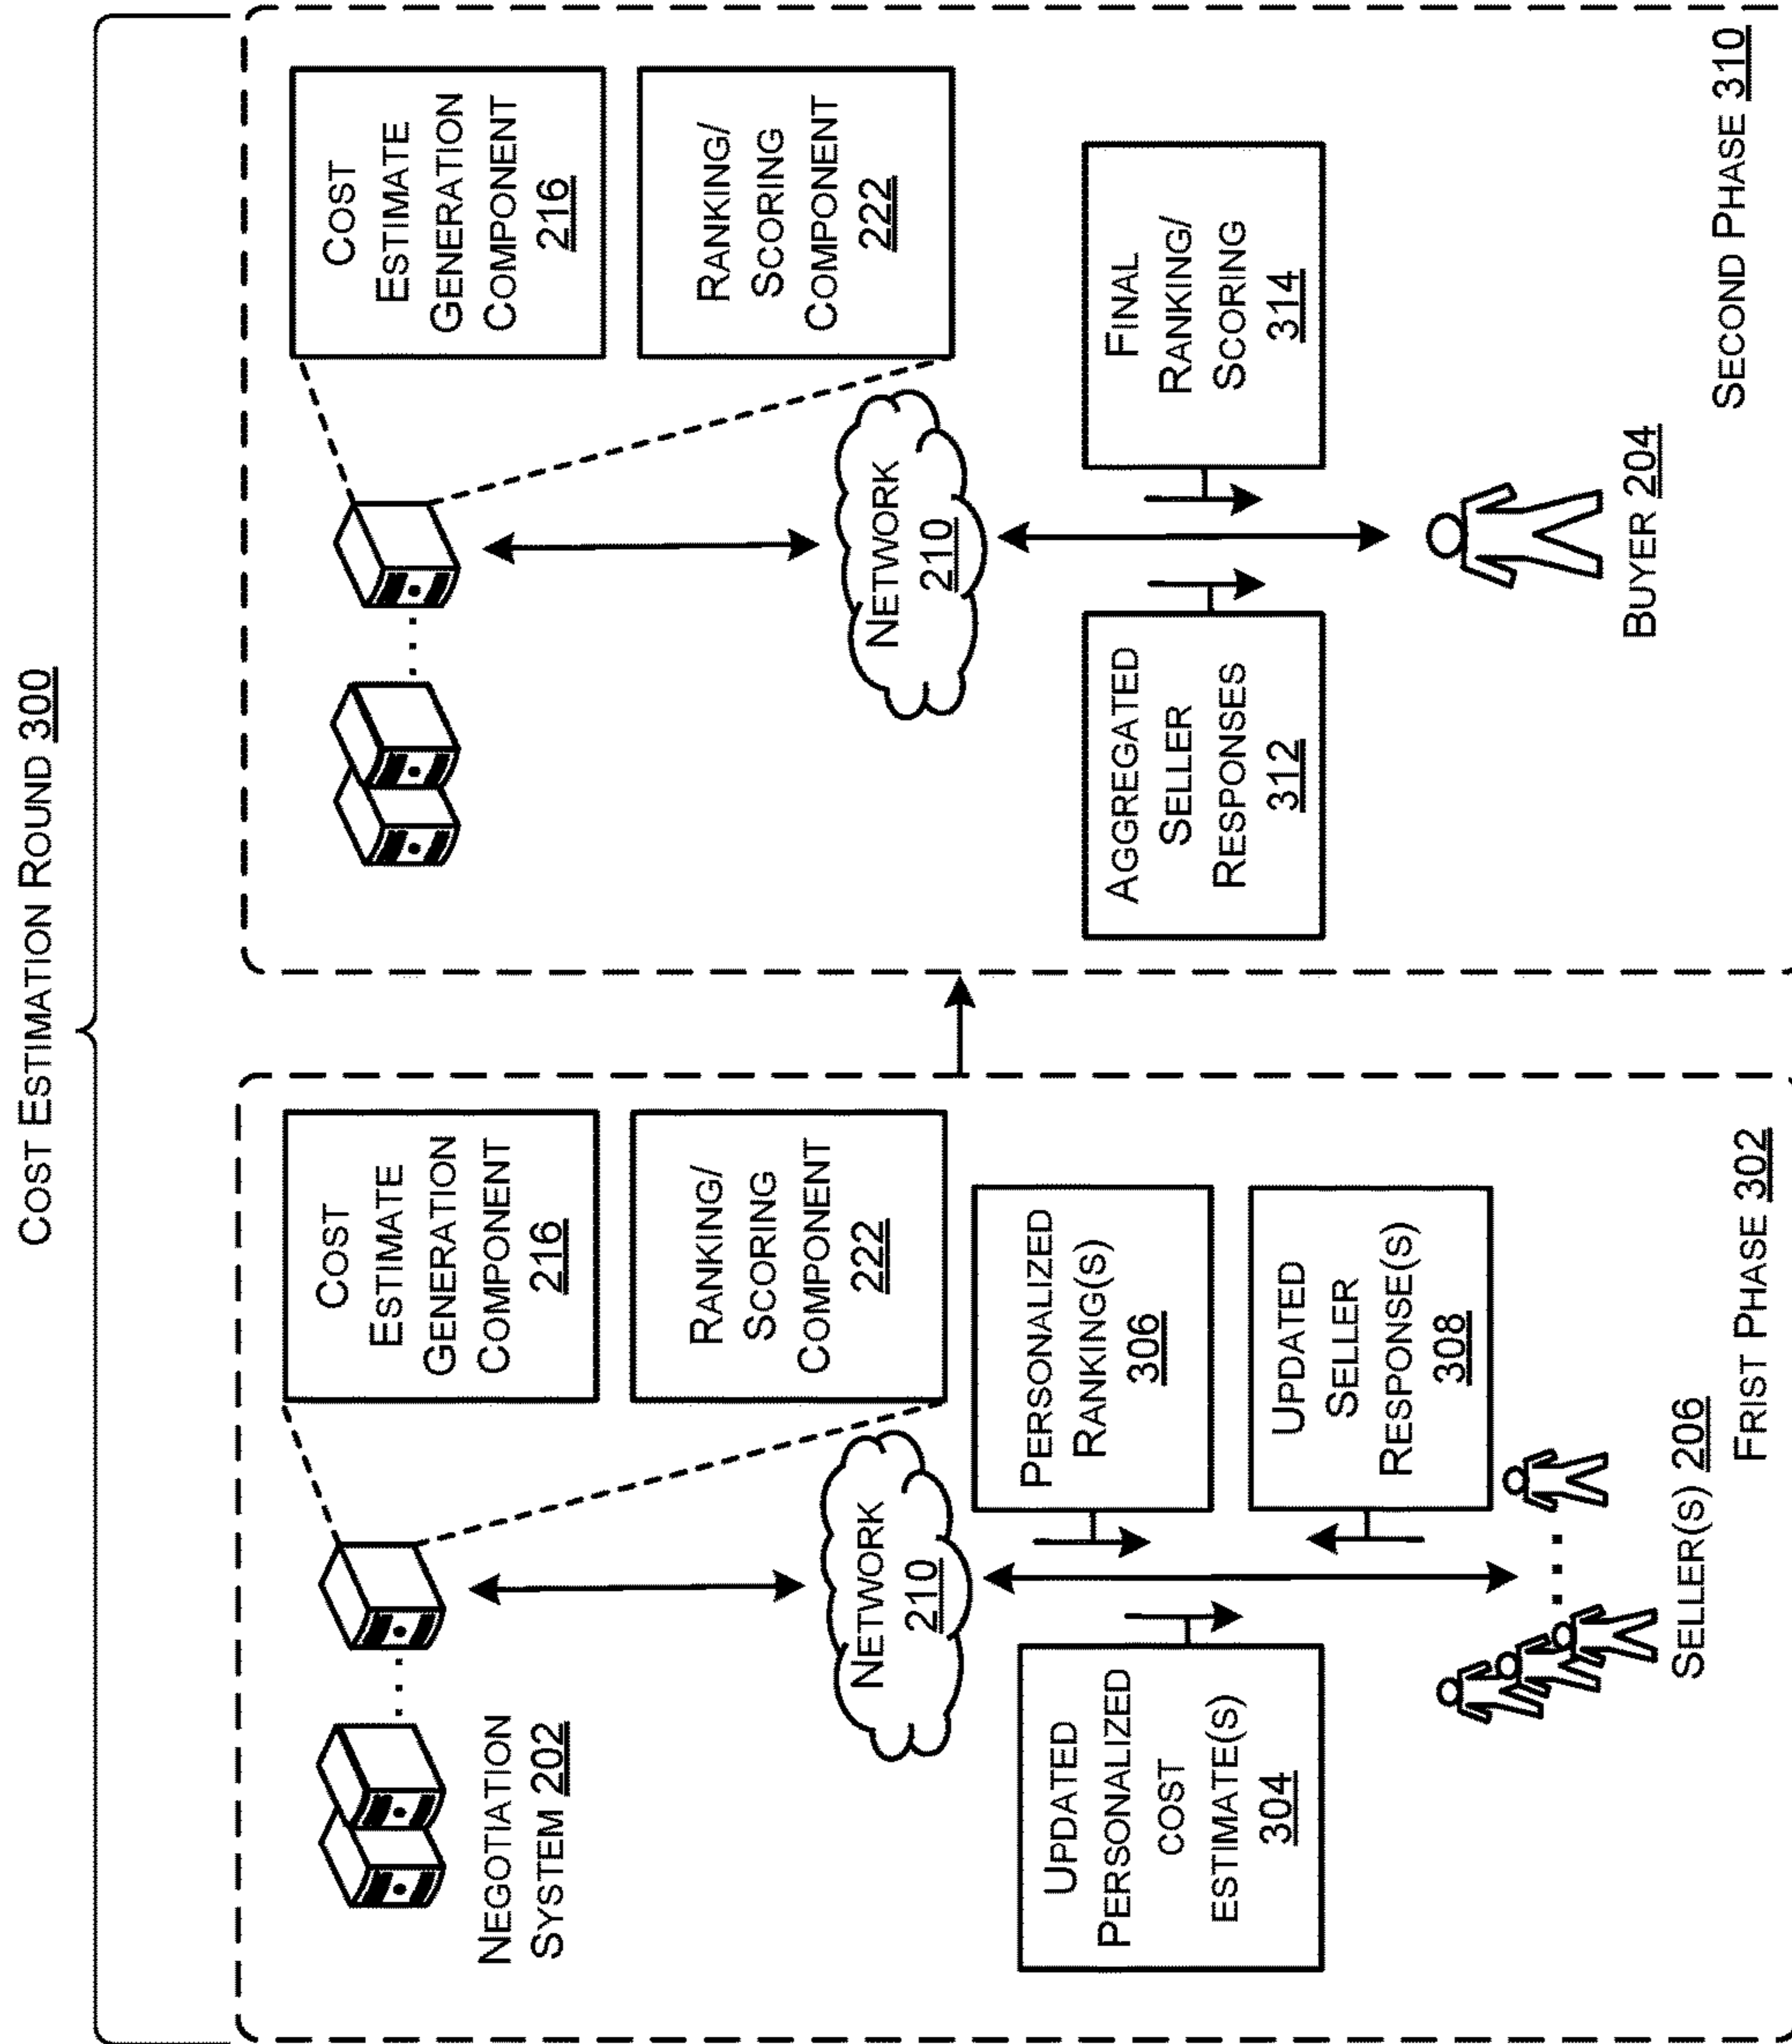 COST ESTIMATION ROUND 300
NEGOTIATION
SYSTEM 202
COST
ESTIMATE
GENERATION
COMPONENT
216
RANKING/
SCORING
COMPONENT
222
NETWORK
210
UPDATED
PERSONALIZED
COST
ESTIMATE(S)
304
PERSONALIZED
RANKING(S)
306
UPDATED
SELLER
RESPONSE(S)
308
SELLER(S) 206
FRIST PHASE 302
COST
ESTIMATE
GENERATION
COMPONENT
216
RANKING/
SCORING
COMPONENT
222
NETWORK
210
AGGREGATED
SELLER
RESPONSES
312
FINAL
RANKING/
SCORING
314
BUYER 204
SECOND PHASE 310